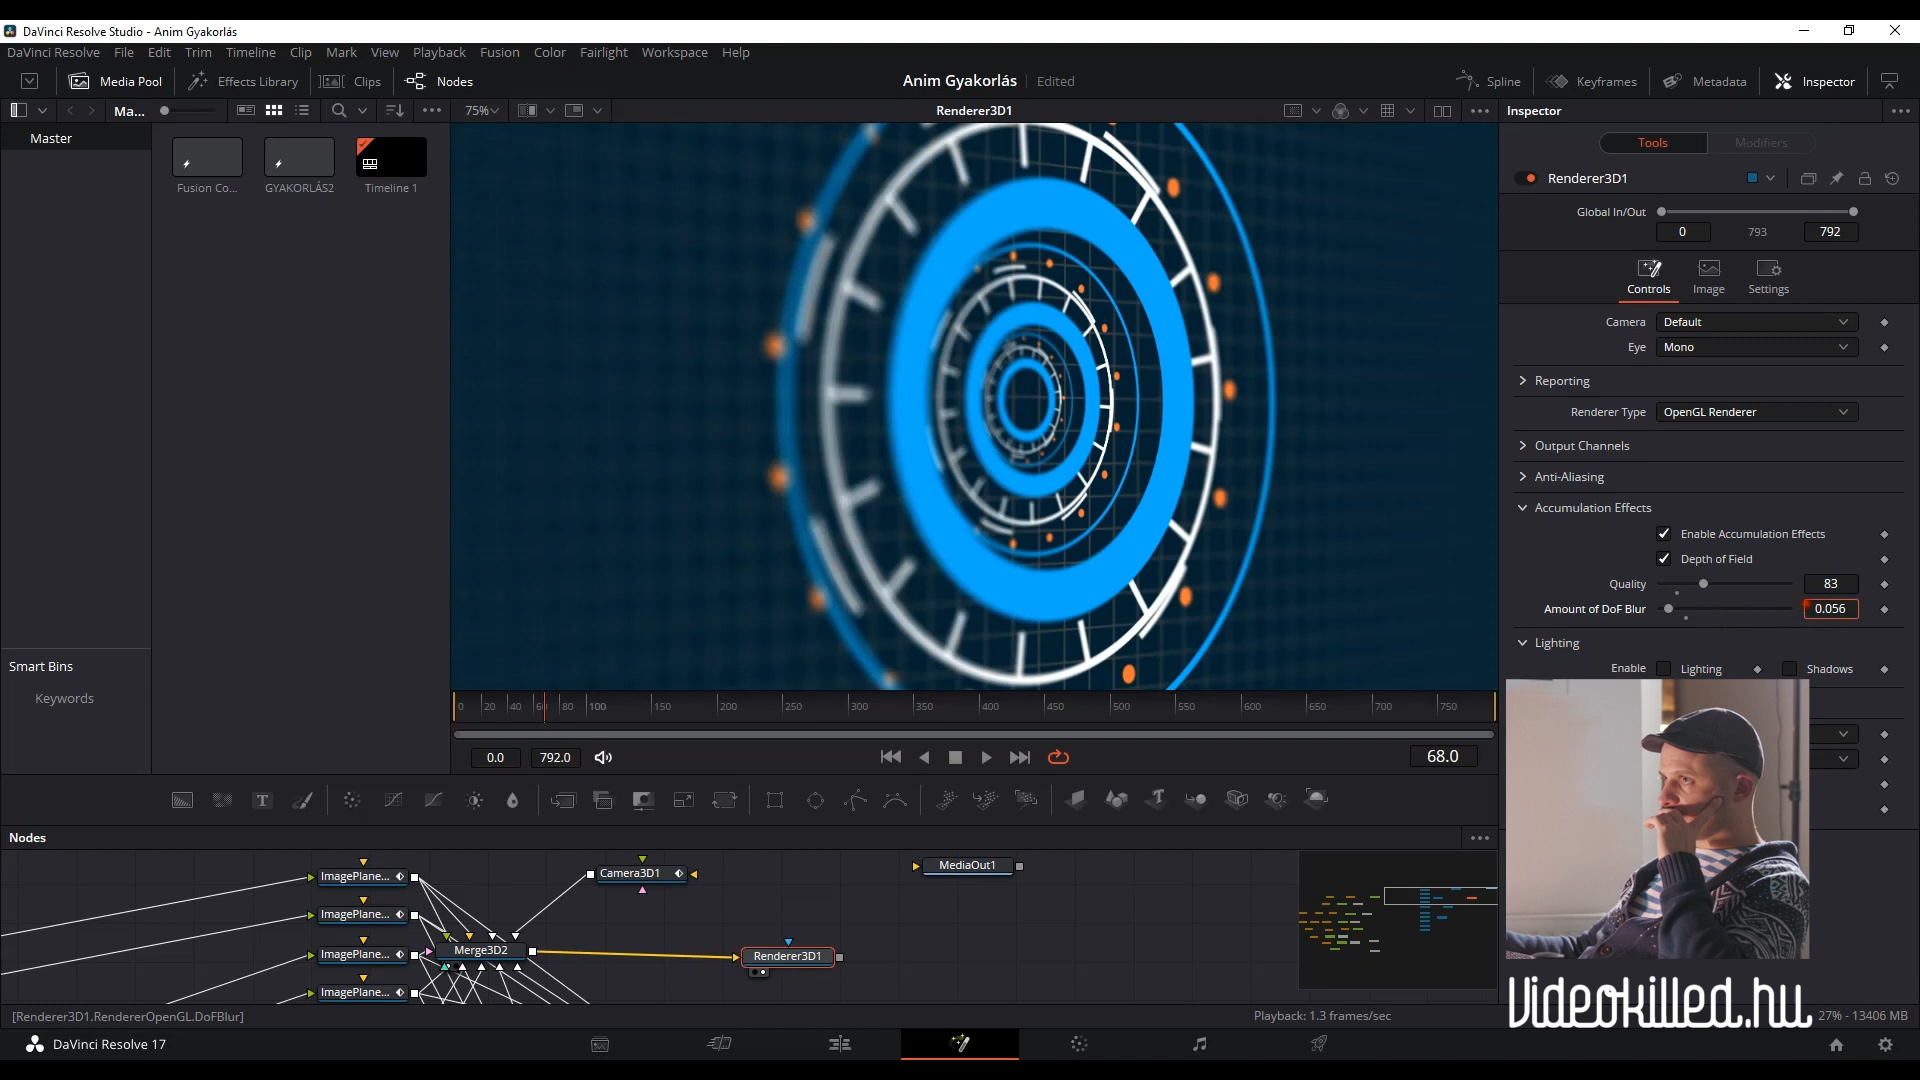 DaVinci Resolve Studio - Anim Gyakorlás
DaVinci Resolve File Edit Trim Timeline Clip Mark View Playback Fusion Color Fairlight Workspace Help
Media Pool Effects Library Clips Nodes Anim Gyakorlás Edited Spline Keyframes Metadata Inspector
Ma... 75% Renderer3D1 Inspector
Master
Fusion Co... GYAKORLÁS2 Timeline 1
Tools Modifiers
Renderer3D1
Global In/Out
0 793 792
Controls Image Settings
Camera Default
Eye Mono
Reporting
Renderer Type OpenGL Renderer
Output Channels
Anti-Aliasing
Accumulation Effects
Enable Accumulation Effects
Depth of Field
Quality 83
Amount of DoF Blur 0.056
Lighting
Enable Lighting Shadows
Smart Bins
Keywords
0 20 40 80 100 150 200 250 300 350 400 450 500 550 600 650 700 750
0.0 792.0 68.0
Nodes
ImagePlane... Camera3D1 MediaOut1
ImagePlane...
ImagePlane... Merge3D2 Renderer3D1
ImagePlane...
[Renderer3D1.RendererOpenGL.DoFBlur] Playback: 1.3 frames/sec 27% - 13406 MB
Videokilled.hu
DaVinci Resolve 17